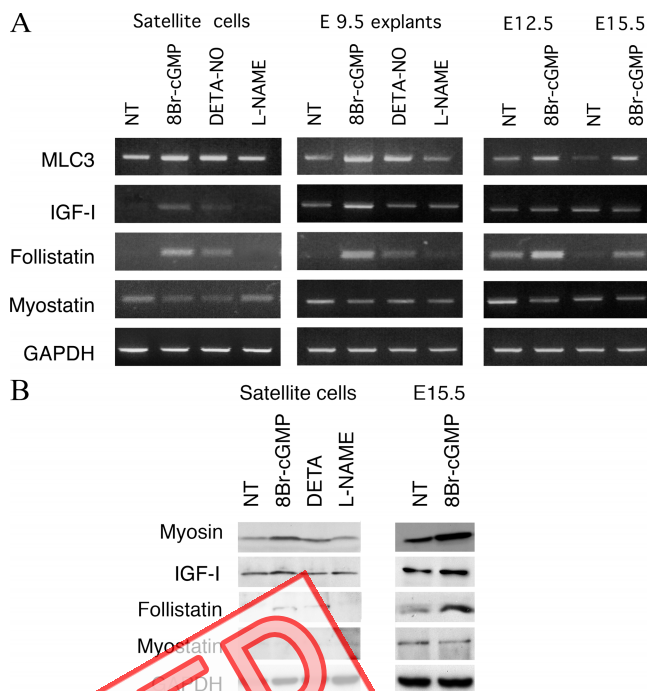 A
Satellite cells E 9.5 explants E12.5 E15.5
NT 8Br-cGMP DETA-NO L-NAME NT 8Br-cGMP DETA-NO L-NAME NT 8Br-cGMP NT 8Br-cGMP
MLC3
IGF-I
Follistatin
Myostatin
GAPDH
B
Satellite cells E15.5
NT 8Br-cGMP DETA L-NAME NT 8Br-cGMP
Myosin
IGF-I
Follistatin
Myostatin
GAPDH